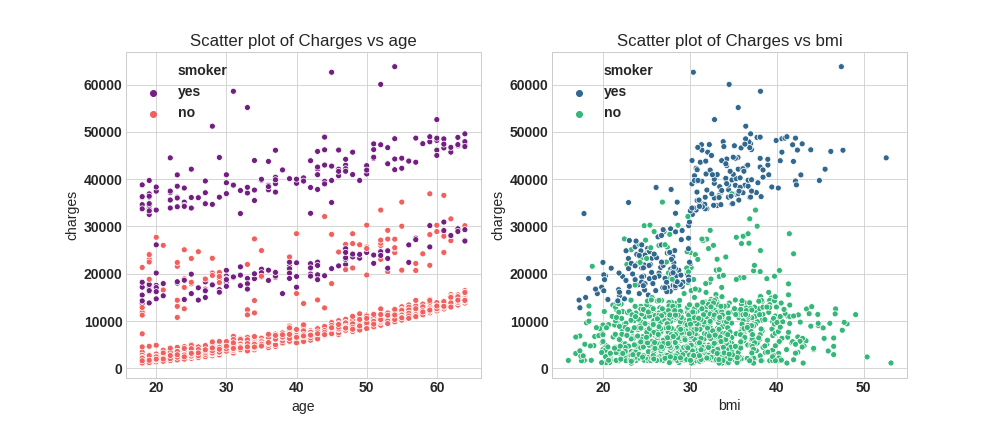 Scatter plot of Charges vs age
smoker
yes
no
60000
50000
40000
30000
20000
10000
0
charges
20 30 40 50 60
age
Scatter plot of Charges vs bmi
smoker
yes
no
60000
50000
40000
30000
20000
10000
0
charges
20 30 40 50
bmi